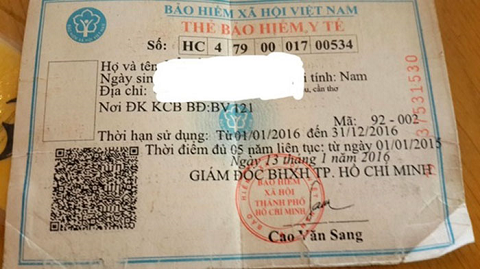 BẢO HIỂM XÃ HỘI VIỆT NAM
THẺ BẢO HIỂM Y TẾ
Số: HC 4 79 00 017 00534
Họ và tên
Ngày sin tính: Nam
Địa chỉ: cần thơ
Nơi ĐK KCB BĐ:BV 121
Mã: 92 - 002
Thời hạn sử dụng: Từ 01/01/2016 đến 31/12/2016
Thời điểm đủ 05 năm liên tục: từ ngày 01/01/2015
Ngày 13 tháng 1 năm 2016
GIÁM ĐỐC BHXH TP. HỒ CHÍ MINH
BẢO HIỂM
XÃ HỘI
THÀNH PHỐ
HỒ CHÍ MINH
Cao Văn Sang
37531530